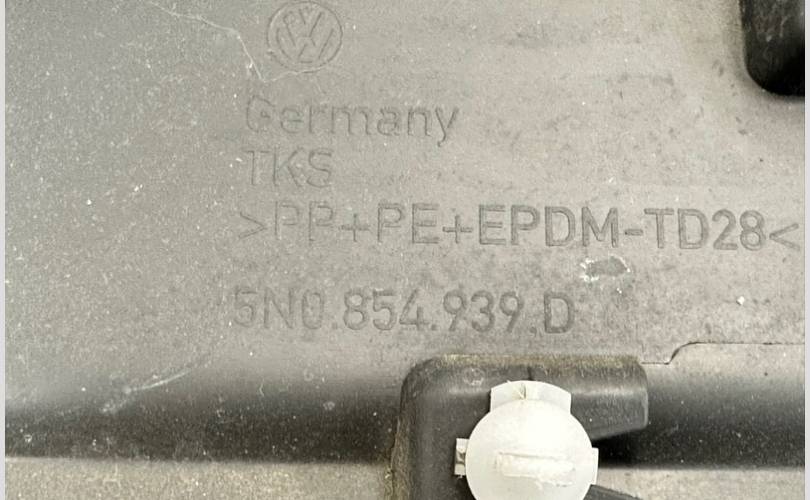 Germany
TKS
>PP+PE+EPDM-TD28<
5N0.854.939.D